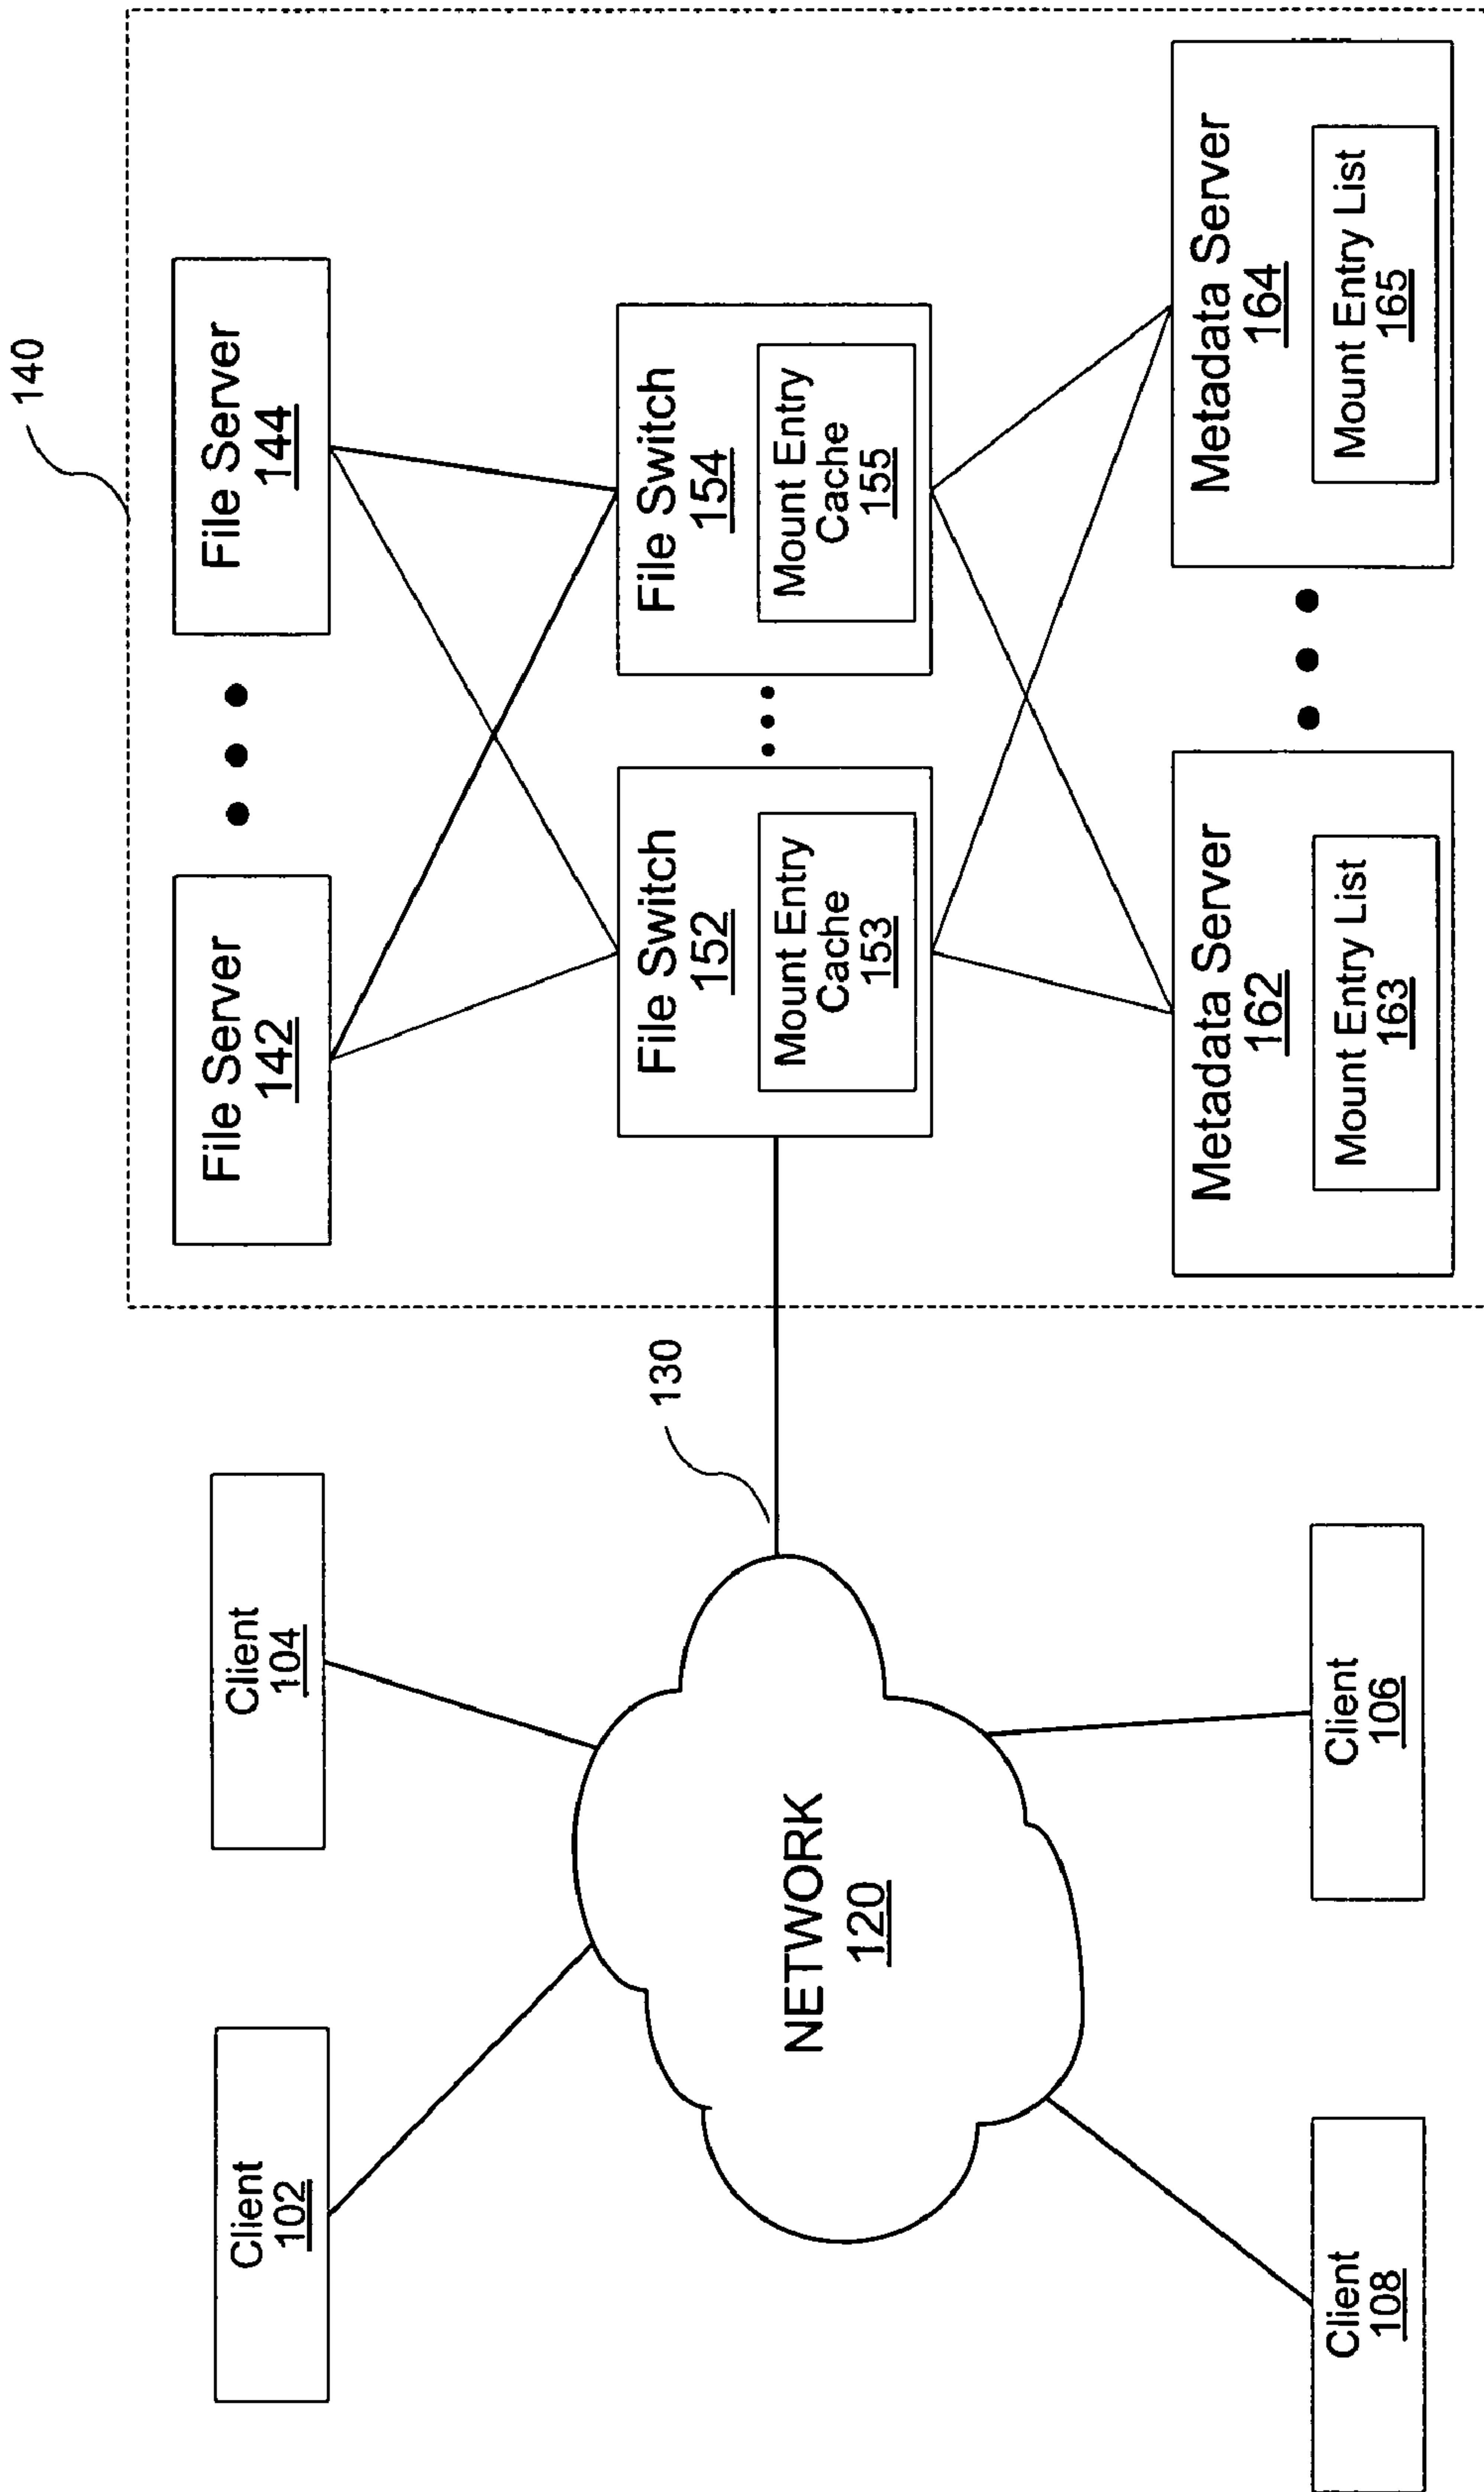 140
File Server
142
File Server
144
Client
102
Client
104
130
File Switch
152
Mount Entry
Cache
153
File Switch
154
Mount Entry
Cache
155
NETWORK
120
Client
108
Client
106
Metadata Server
162
Mount Entry List
163
Metadata Server
164
Mount Entry List
165